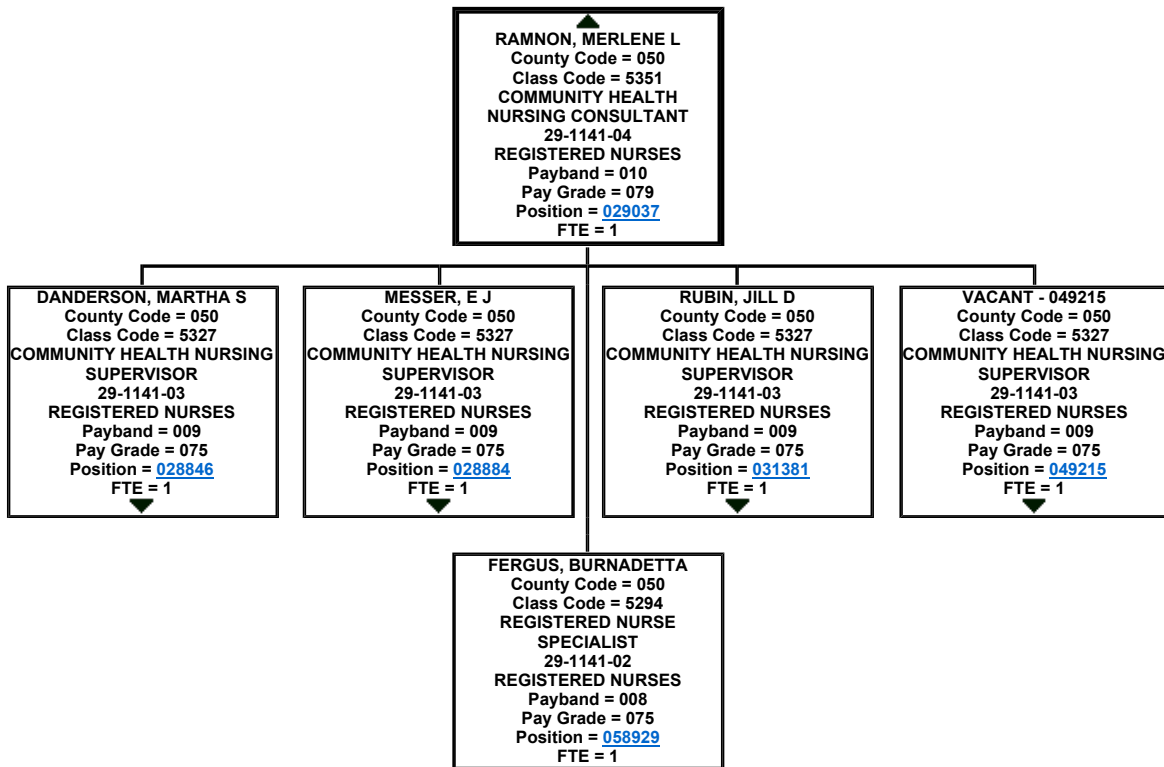 RAMNON, MERLENE L
County Code = 050
Class Code = 5351
COMMUNITY HEALTH
NURSING CONSULTANT
29-1141-04
REGISTERED NURSES
Payband = 010
Pay Grade = 079
Position = 029037
FTE = 1
DANDERSON, MARTHA S
County Code = 050
Class Code = 5327
COMMUNITY HEALTH NURSING
SUPERVISOR
29-1141-03
REGISTERED NURSES
Payband = 009
Pay Grade = 075
Position = 028846
FTE = 1
MESSER, E J
County Code = 050
Class Code = 5327
COMMUNITY HEALTH NURSING
SUPERVISOR
29-1141-03
REGISTERED NURSES
Payband = 009
Pay Grade = 075
Position = 028884
FTE = 1
RUBIN, JILL D
County Code = 050
Class Code = 5327
COMMUNITY HEALTH NURSING
SUPERVISOR
29-1141-03
REGISTERED NURSES
Payband = 009
Pay Grade = 075
Position = 031381
FTE = 1
VACANT - 049215
County Code = 050
Class Code = 5327
COMMUNITY HEALTH NURSING
SUPERVISOR
29-1141-03
REGISTERED NURSES
Payband = 009
Pay Grade = 075
Position = 049215
FTE = 1
FERGUS, BURNADETTA
County Code = 050
Class Code = 5294
REGISTERED NURSE
SPECIALIST
29-1141-02
REGISTERED NURSES
Payband = 008
Pay Grade = 075
Position = 058929
FTE = 1